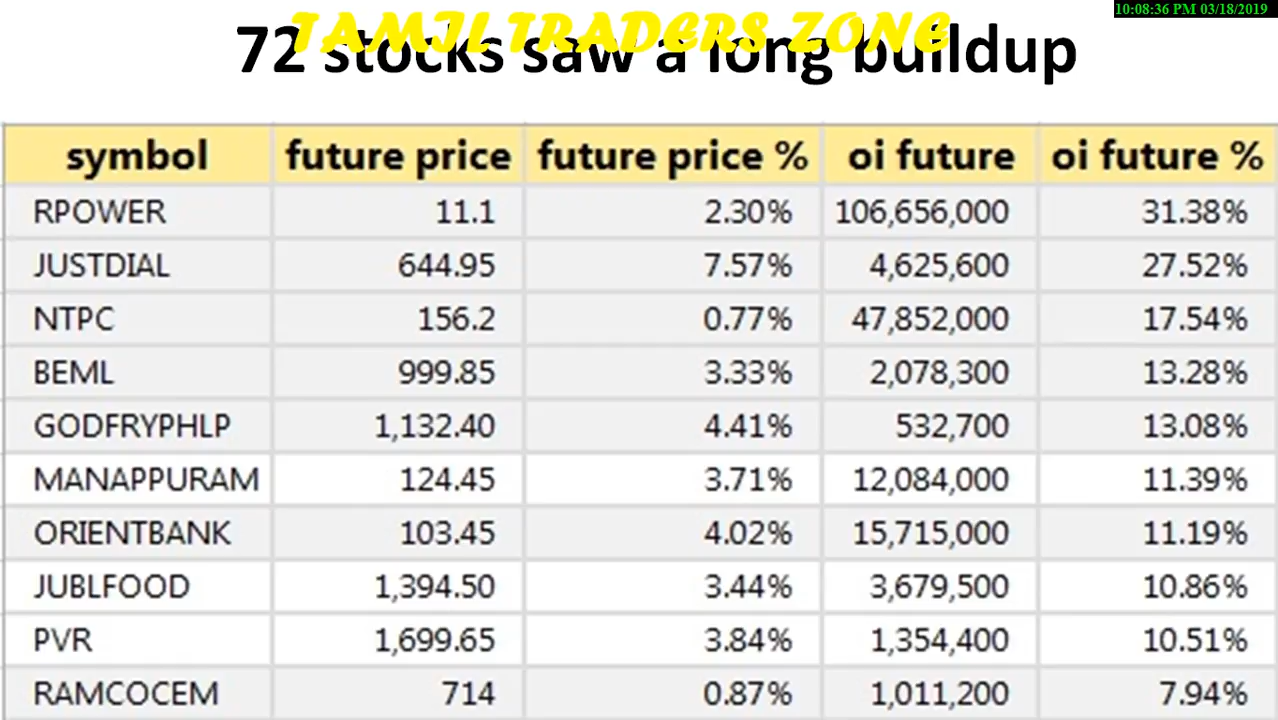 10:08:36 PM 03/18/2019
TAMIL TRADERS ZONE
72 stocks saw a long buildup
symbol future price future price % oi future oi future %
RPOWER 11.1 2.30% 106,656,000 31.38%
JUSTDIAL 644.95 7.57% 4,625,600 27.52%
NTPC 156.2 0.77% 47,852,000 17.54%
BEML 999.85 3.33% 2,078,300 13.28%
GODFRYPHLP 1,132.40 4.41% 532,700 13.08%
MANAPPURAM 124.45 3.71% 12,084,000 11.39%
ORIENTBANK 103.45 4.02% 15,715,000 11.19%
JUBLFOOD 1,394.50 3.44% 3,679,500 10.86%
PVR 1,699.65 3.84% 1,354,400 10.51%
RAMCOCEM 714 0.87% 1,011,200 7.94%